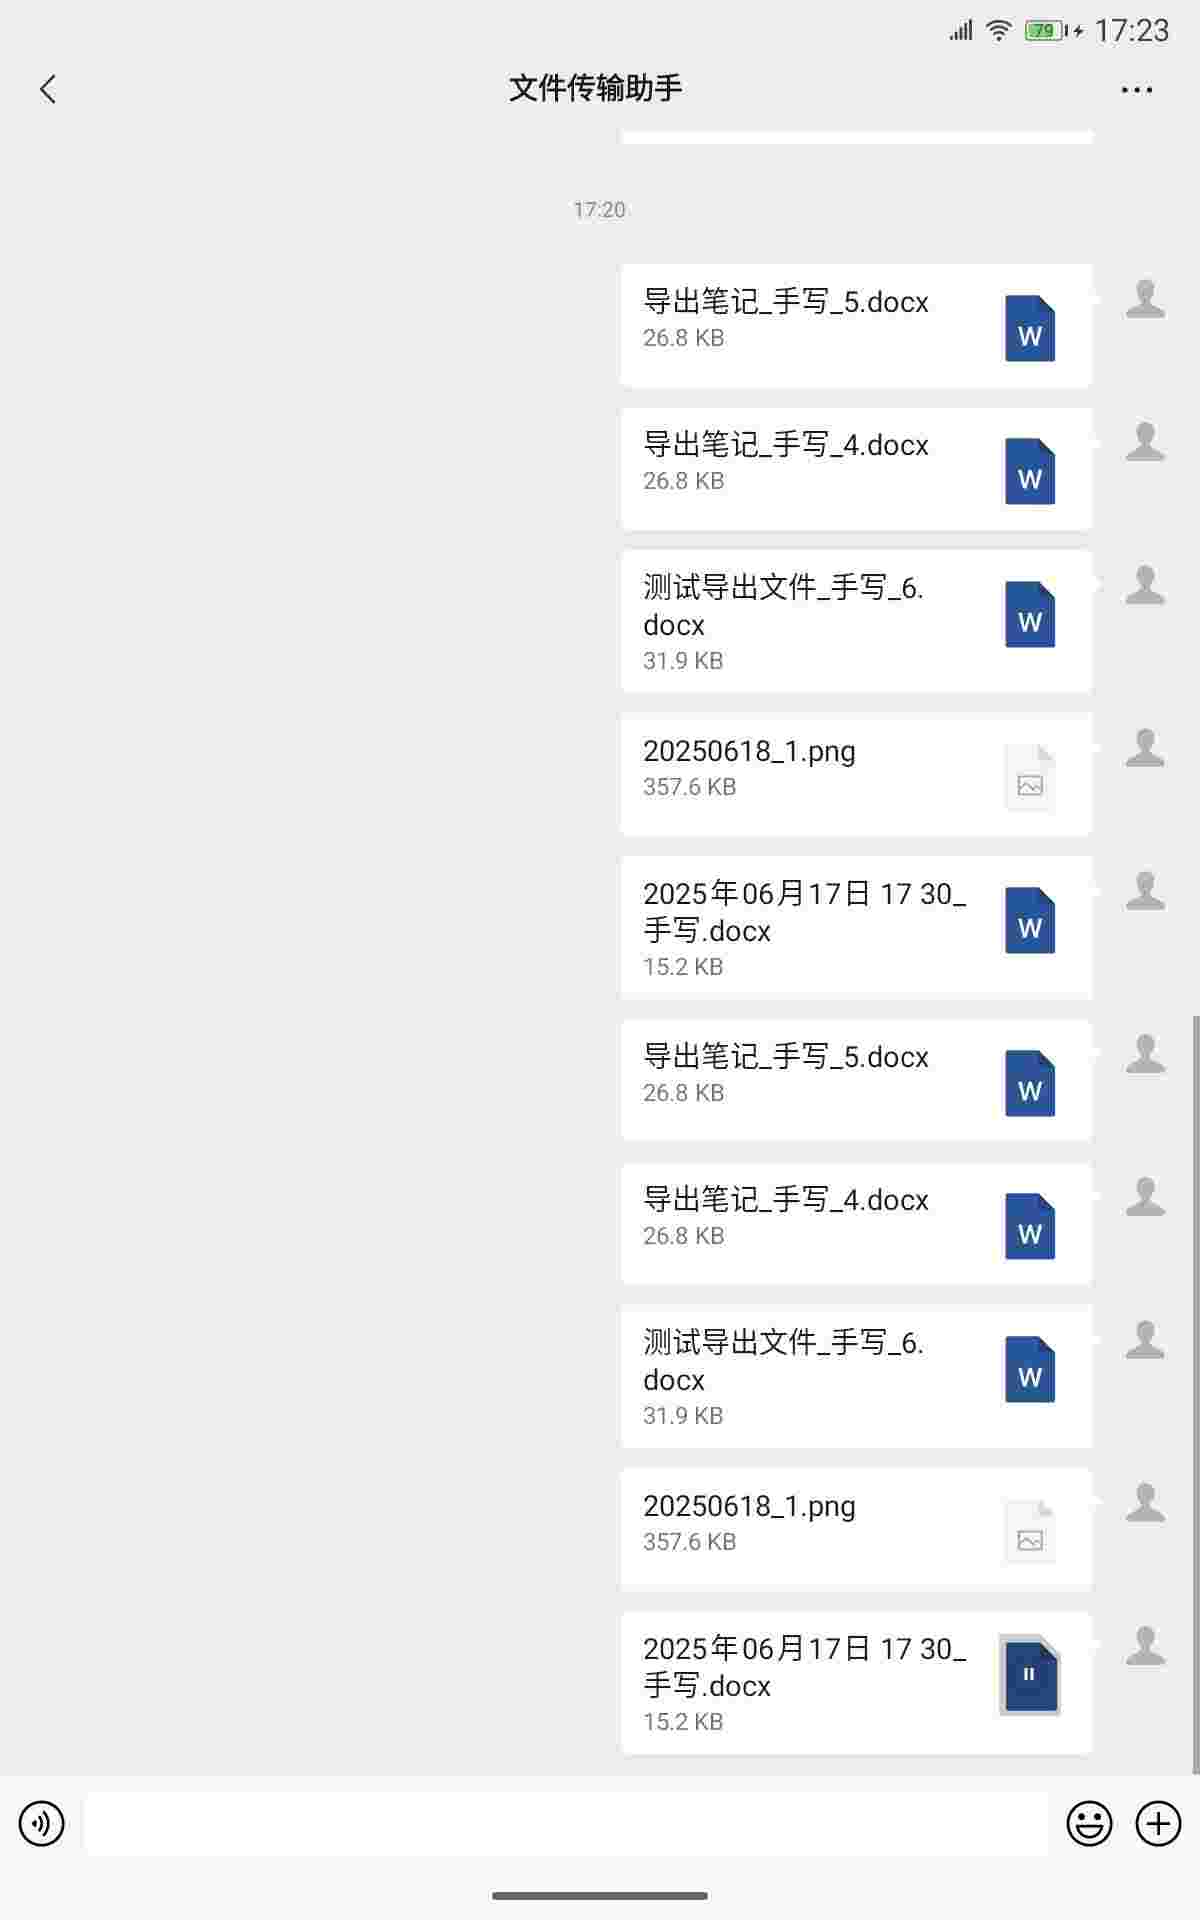 79 17:23
文件传输助手
17:20
导出笔记_手写_5.docx
26.8 KB
W
导出笔记_手写_4.docx
26.8 KB
W
测试导出文件_手写_6.
docx
31.9 KB
W
20250618_1.png
357.6 KB
2025年06月17日 17 30_
手写.docx
15.2 KB
W
导出笔记_手写_5.docx
26.8 KB
W
导出笔记_手写_4.docx
26.8 KB
W
测试导出文件_手写_6.
docx
31.9 KB
W
20250618_1.png
357.6 KB
2025年06月17日 17 30_
手写.docx
15.2 KB